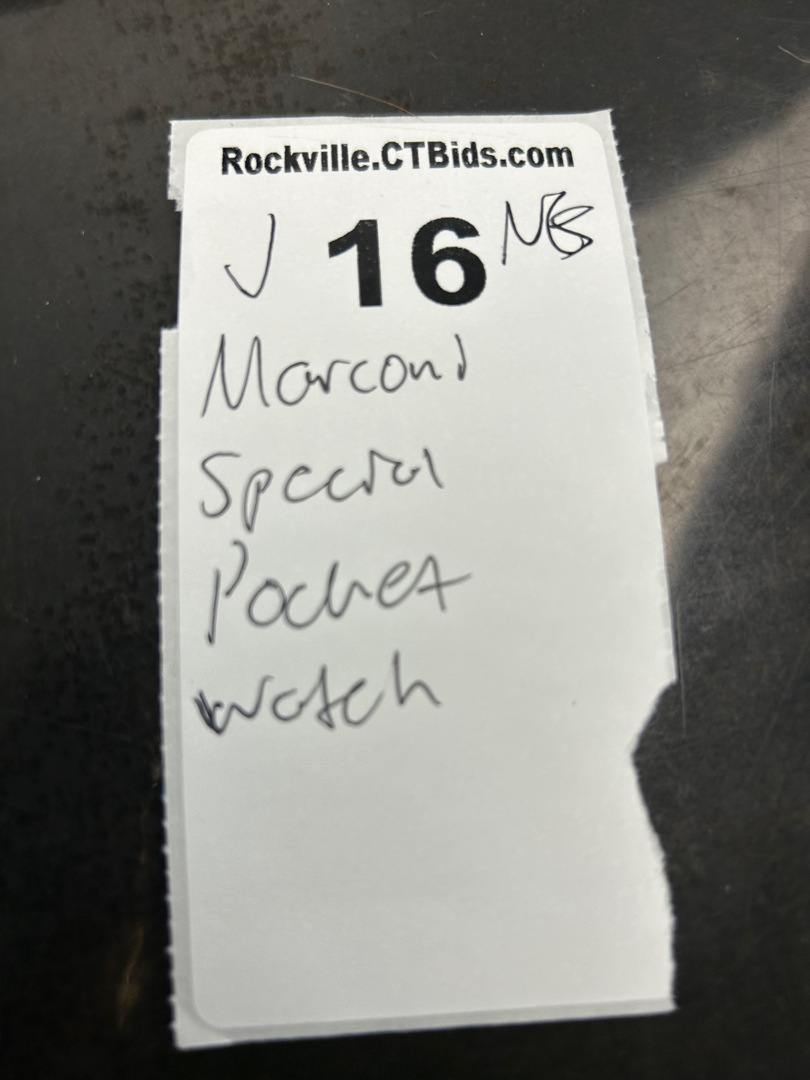 Rockville.CTBids.com
J 16 NB
Marconi
Special
Pocket
watch